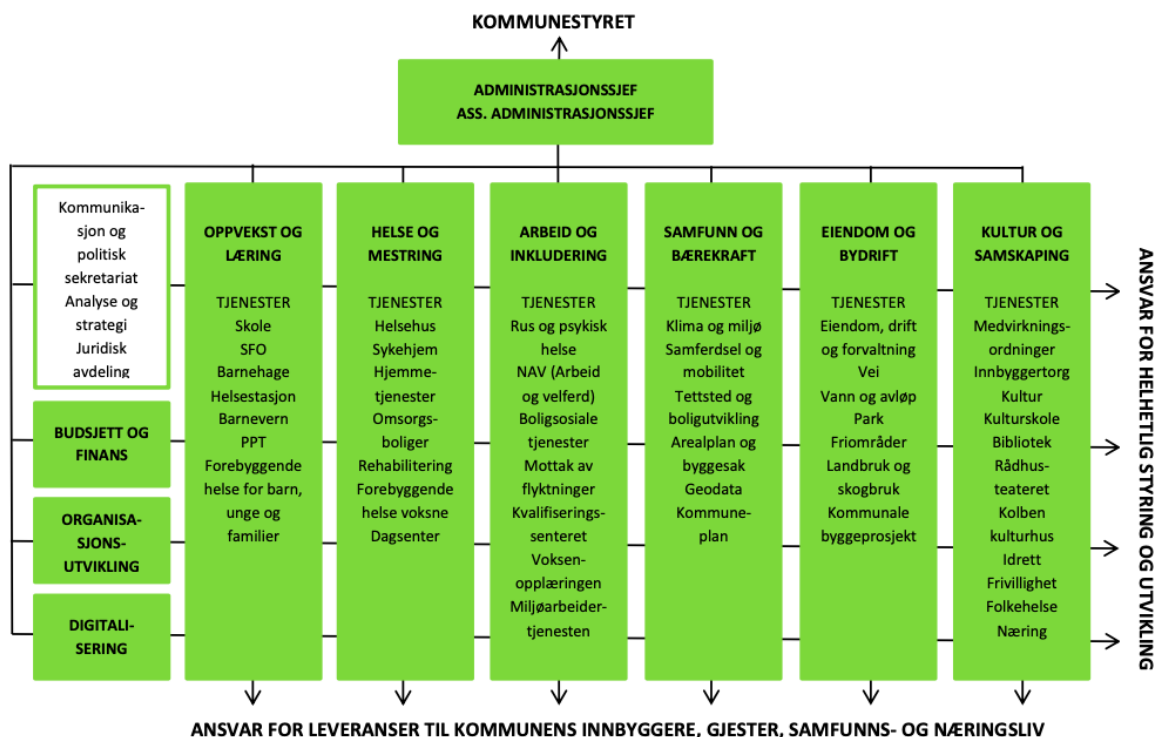 KOMMUNESTYRET
ADMINISTRASJONSSJEF
ASS. ADMINISTRASJONSSJEF
Kommunika-
sjon og
politisk
sekretariat
Analyse og
strategi
Juridisk
avdeling
BUDSJETT OG
FINANS
ORGANISA-
SJONS-
UTVIKLING
DIGITALI-
SERING
OPPVEKST OG
LÆRING
TJENESTER
Skole
SFO
Barnehage
Helsestasjon
Barnevern
PPT
Forebyggende
helse for barn,
unge og
familier
HELSE OG
MESTRING
TJENESTER
Helsehus
Sykehjem
Hjemme-
tjenester
Omsorgs-
boliger
Rehabilitering
Forebyggende
helse voksne
Dagsenter
ARBEID OG
INKLUDERING
TJENESTER
Rus og psykisk
helse
NAV (Arbeid
og velferd)
Boligsosiale
tjenester
Mottak av
flyktninger
Kvalifiserings-
senteret
Voksen-
opplæringen
Miljøarbeider-
tjenesten
SAMFUNN OG
BÆREKRAFT
TJENESTER
Klima og miljø
Samferdsel og
mobilitet
Tettsted og
boligutvikling
Arealplan og
byggesak
Geodata
Kommune-
plan
EIENDOM OG
BYDRIFT
TJENESTER
Eiendom, drift
og forvaltning
Vei
Vann og avløp
Park
Friområder
Landbruk og
skogbruk
Kommunale
byggeprosjekt
KULTUR OG
SAMSKAPING
TJENESTER
Medvirknings-
ordninger
Innbyggertorg
Kultur
Kulturskole
Bibliotek
Rådhus-
teateret
Kolben
kulturhus
Idrett
Frivillighet
Folkehelse
Næring
ANSVAR FOR HELHETLIG STYRING OG UTVIKLING
ANSVAR FOR LEVERANSER TIL KOMMUNENS INNBYGGERE, GJESTER, SAMFUNNS- OG NÆRINGSLIV